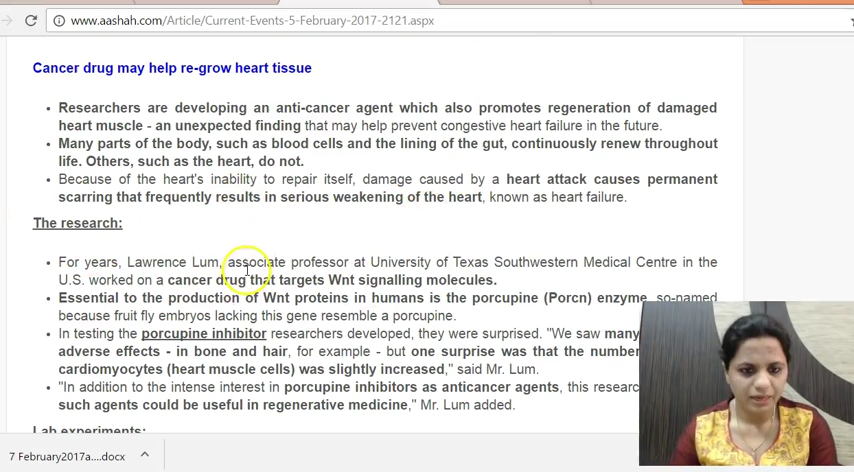 www.aashah.com/Article/Current-Events-5-February-2017-2121.aspx
Cancer drug may help re-grow heart tissue
• Researchers are developing an anti-cancer agent which also promotes regeneration of damaged
heart muscle - an unexpected finding that may help prevent congestive heart failure in the future.
• Many parts of the body, such as blood cells and the lining of the gut, continuously renew throughout
life. Others, such as the heart, do not.
• Because of the heart's inability to repair itself, damage caused by a heart attack causes permanent
scarring that frequently results in serious weakening of the heart, known as heart failure.
The research:
• For years, Lawrence Lum, associate professor at University of Texas Southwestern Medical Centre in the
U.S. worked on a cancer drug that targets Wnt signalling molecules.
• Essential to the production of Wnt proteins in humans is the porcupine (Porcn) enzyme, so-named
because fruit fly embryos lacking this gene resemble a porcupine.
• In testing the porcupine inhibitor researchers developed, they were surprised. "We saw many
adverse effects - in bone and hair, for example - but one surprise was that the number
cardiomyocytes (heart muscle cells) was slightly increased," said Mr. Lum.
• "In addition to the intense interest in porcupine inhibitors as anticancer agents, this
such agents could be useful in regenerative medicine," Mr. Lum added.
Lab experiments:
7 February2017a....docx